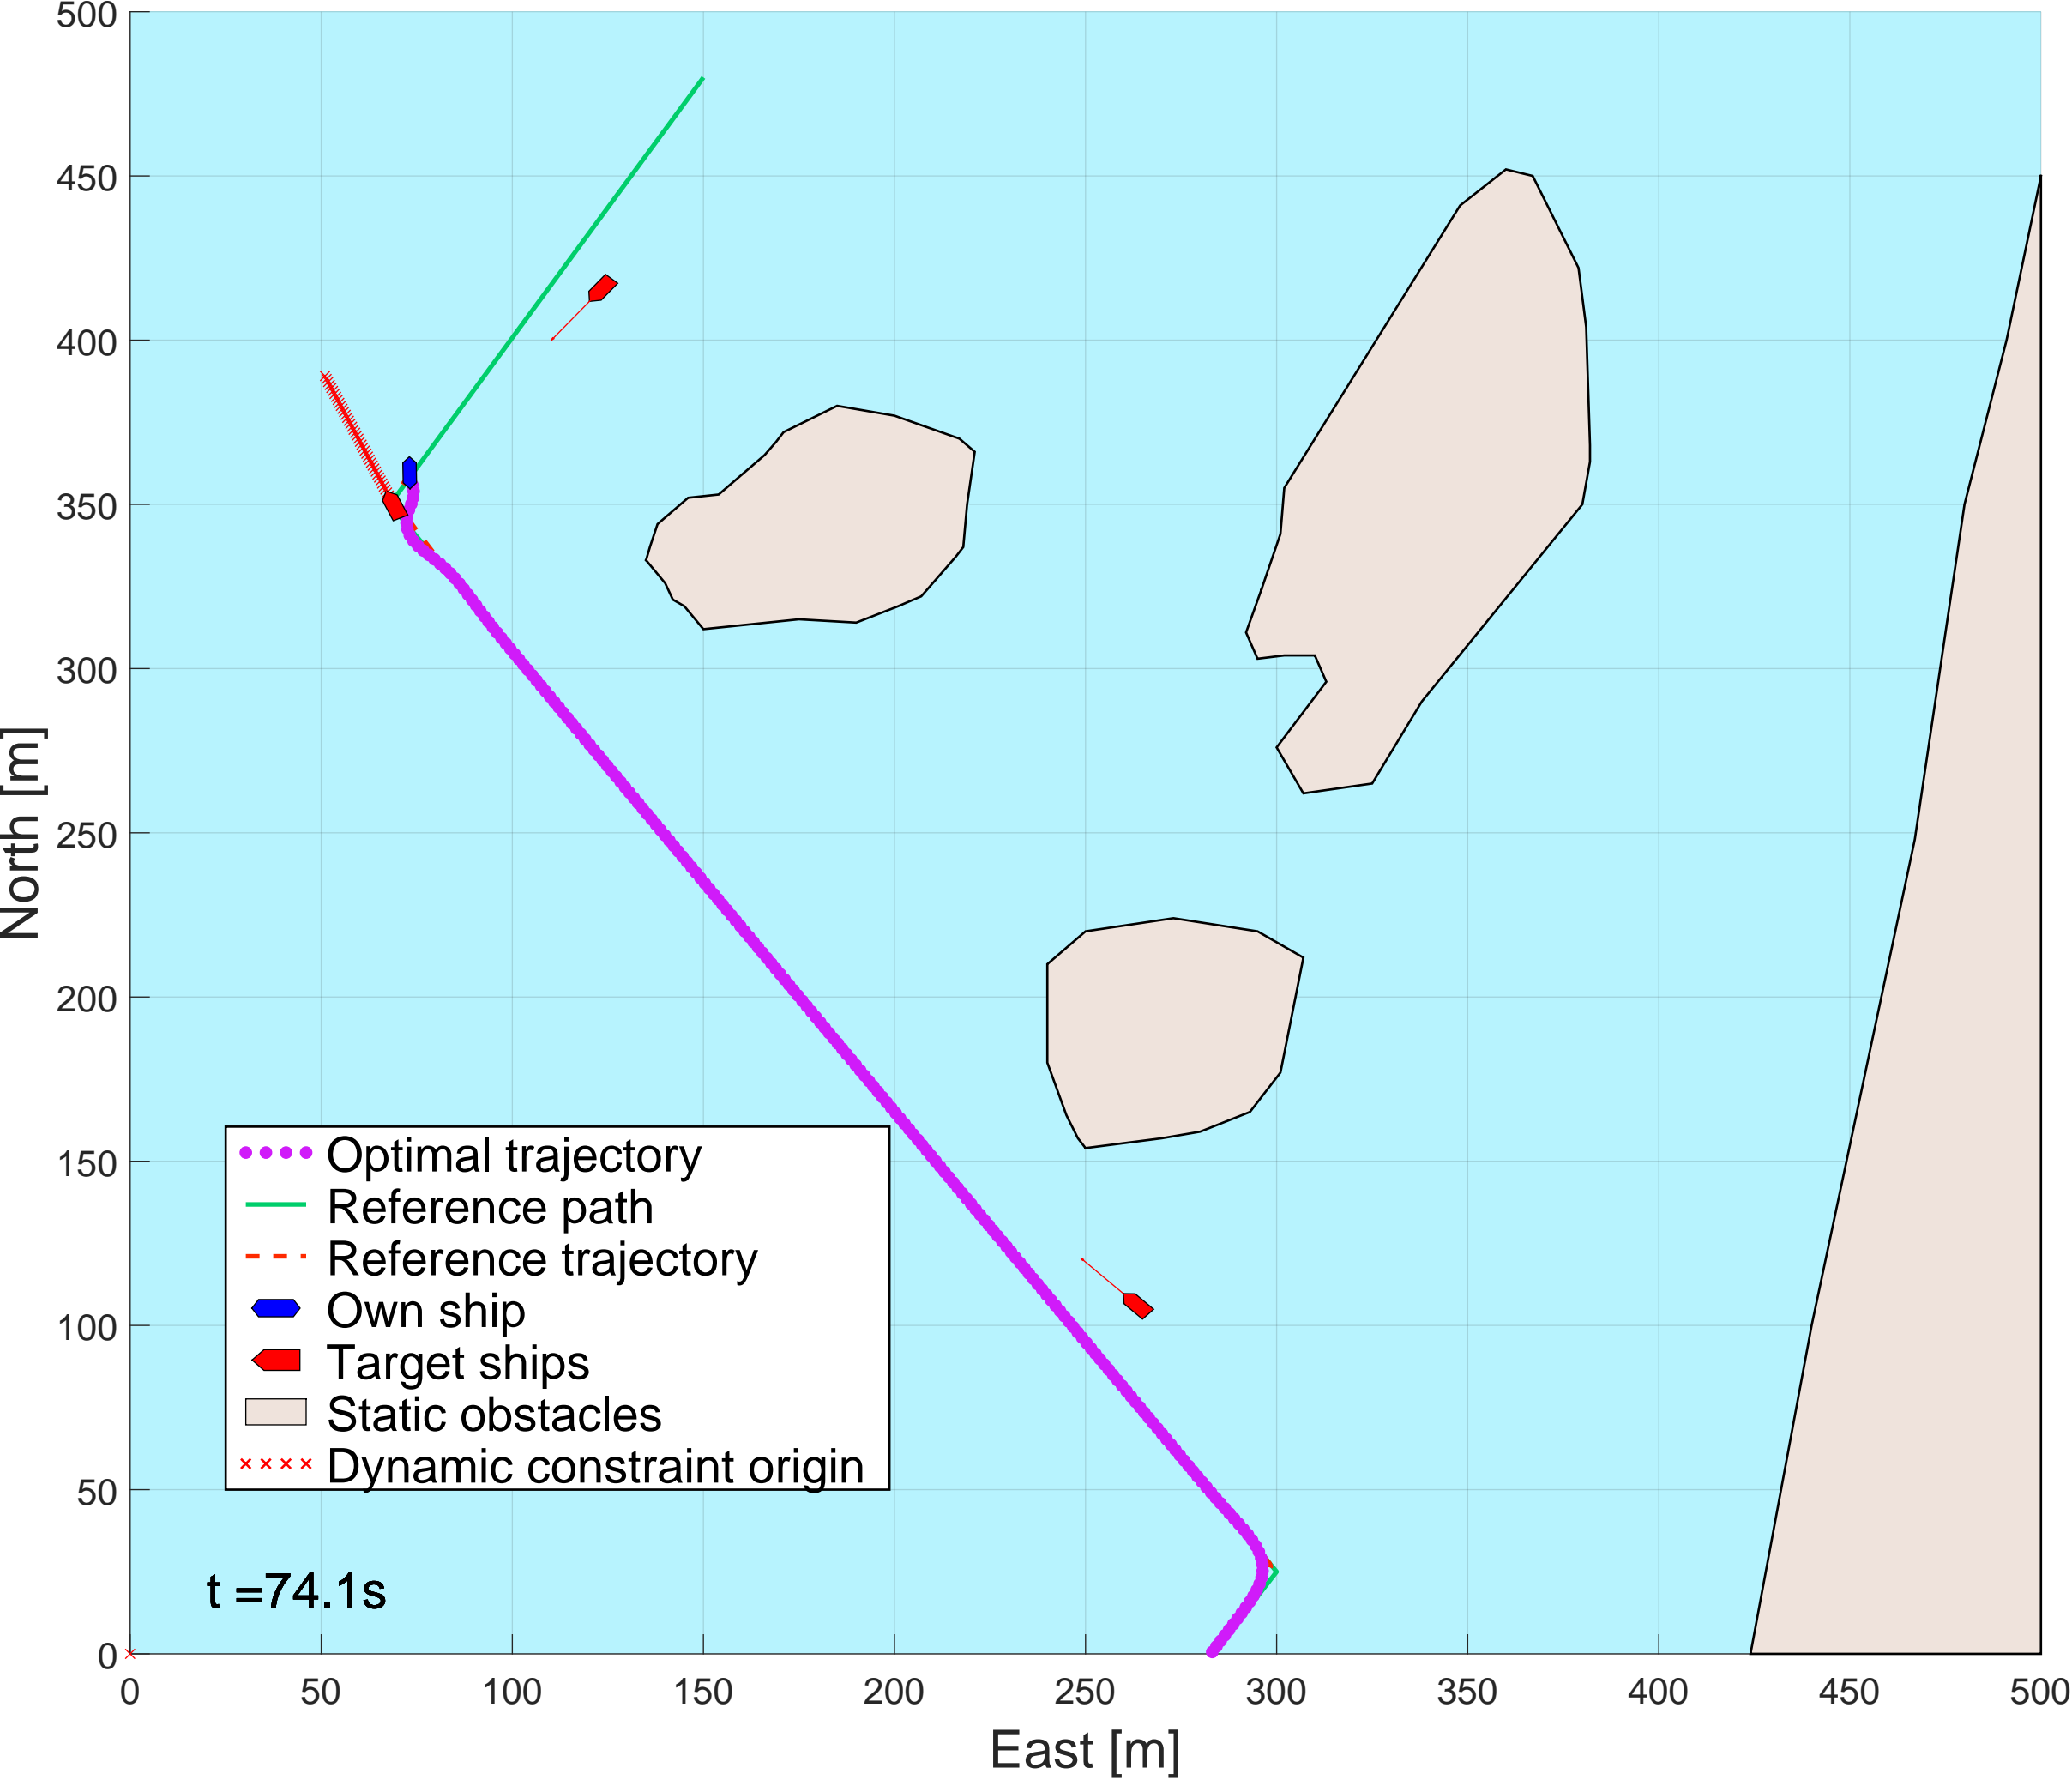 500
450
400
350
300
250
200
150
100
50
0
North [m]
Optimal trajectory
Reference path
Reference trajectory
Own ship
Target ships
Static obstacles
Dynamic constraint origin
t =74.1s
0 50 100 150 200 250 300 350 400 450 500
East [m]